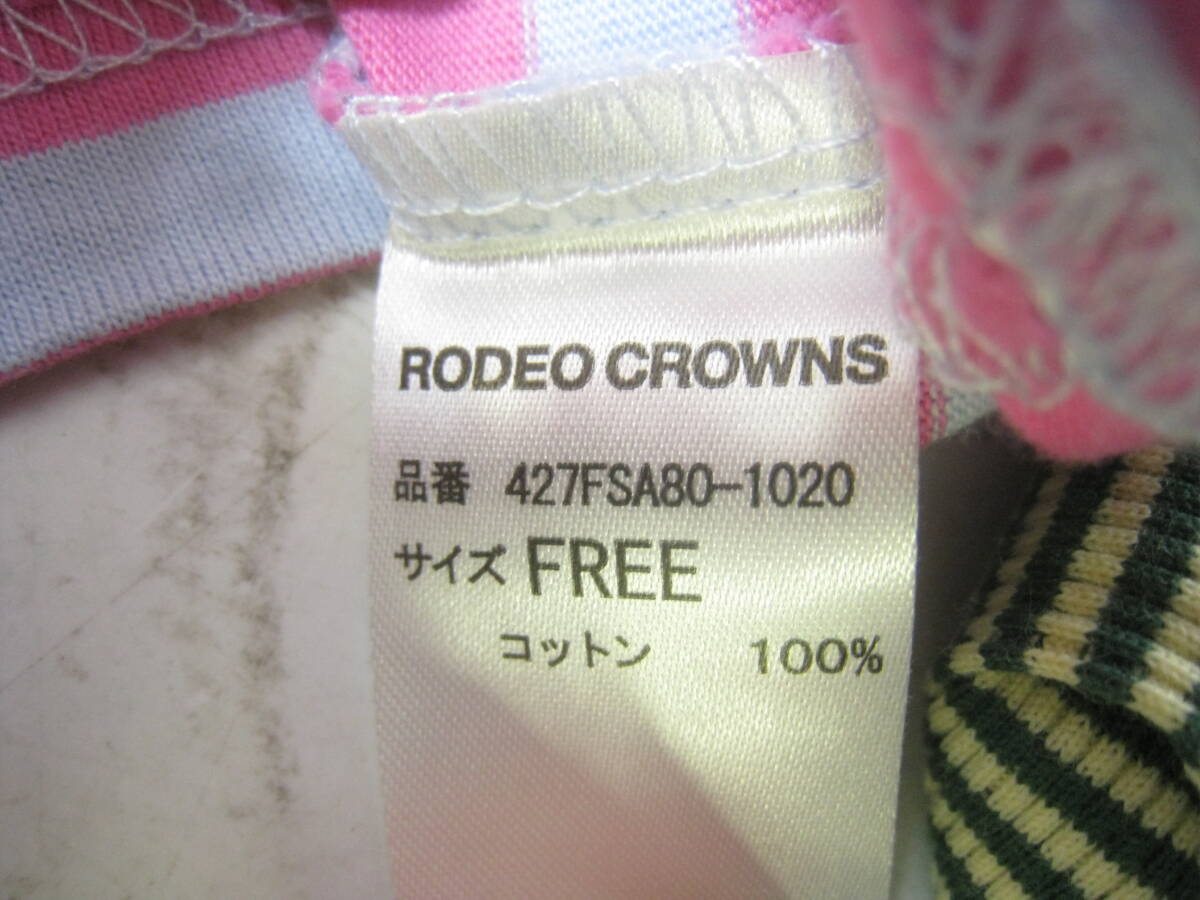 RODEO CROWNS
品番 427FSA80-1020
サイズ FREE
コットン 100%